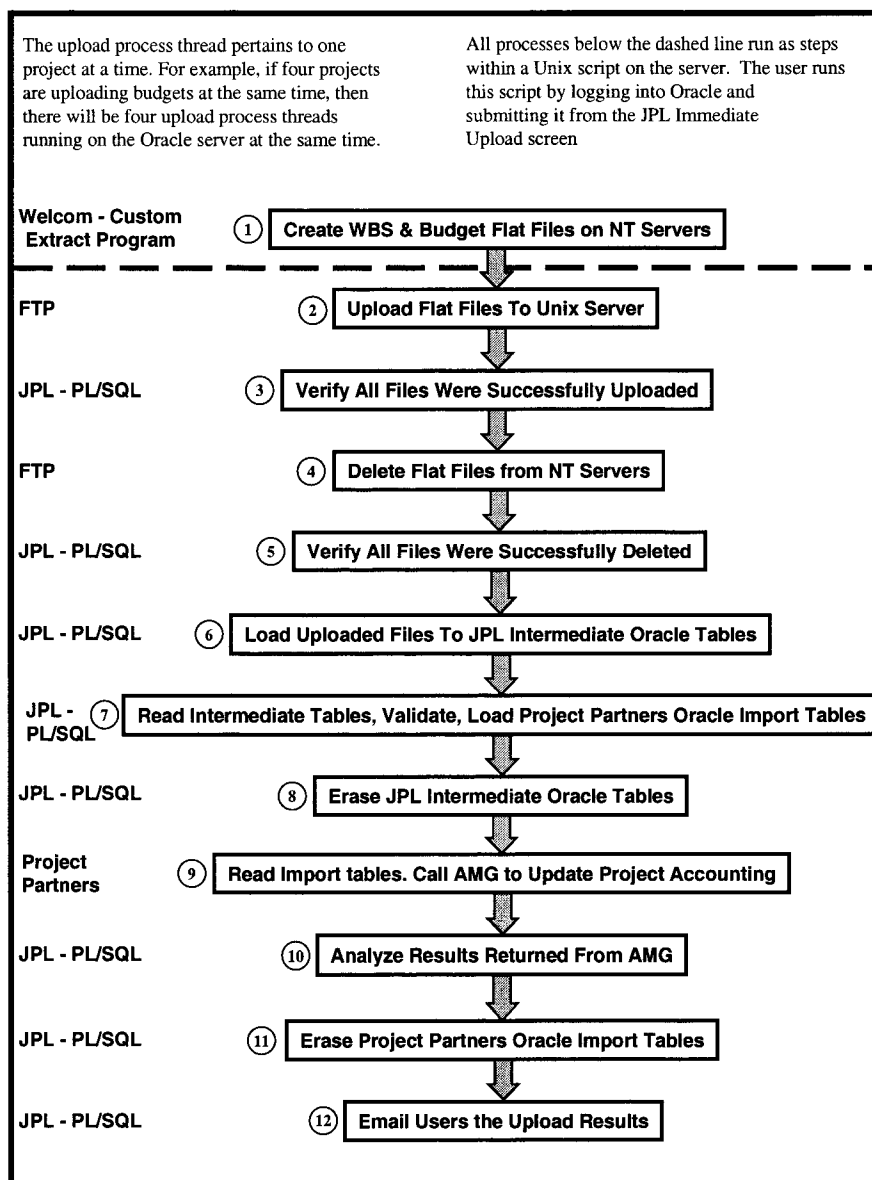 The upload process thread pertains to one
project at a time. For example, if four projects
are uploading budgets at the same time, then
there will be four upload process threads
running on the Oracle server at the same time.
All processes below the dashed line run as steps
within a Unix script on the server. The user runs
this script by logging into Oracle and
submitting it from the JPL Immediate
Upload screen
Welcom - Custom
Extract Program
1 Create WBS & Budget Flat Files on NT Servers
FTP
2 Upload Flat Files To Unix Server
JPL - PL/SQL
3 Verify All Files Were Successfully Uploaded
FTP
4 Delete Flat Files from NT Servers
JPL - PL/SQL
5 Verify All Files Were Successfully Deleted
JPL - PL/SQL
6 Load Uploaded Files To JPL Intermediate Oracle Tables
JPL -
PL/SQL
7 Read Intermediate Tables, Validate, Load Project Partners Oracle Import Tables
JPL - PL/SQL
8 Erase JPL Intermediate Oracle Tables
Project
Partners
9 Read Import tables. Call AMG to Update Project Accounting
JPL - PL/SQL
10 Analyze Results Returned From AMG
JPL - PL/SQL
11 Erase Project Partners Oracle Import Tables
JPL - PL/SQL
12 Email Users the Upload Results